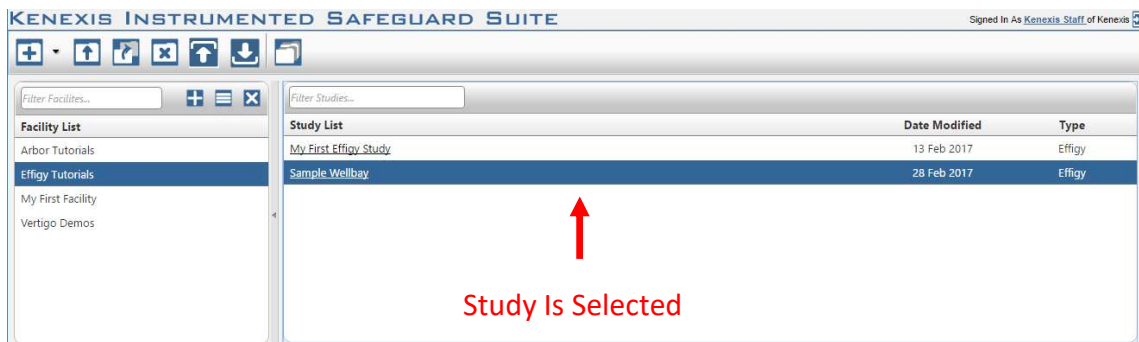 KENEXIS INSTRUMENTED SAFEGUARD SUITE
Signed In As Kenexis Staff of Kenexis
Filter Facilites...
Filter Studies...
Facility List
Study List Date Modified Type
Arbor Tutorials
My First Effigy Study 13 Feb 2017 Effigy
Effigy Tutorials
Sample Wellbay 28 Feb 2017 Effigy
My First Facility
Vertigo Demos
Study Is Selected